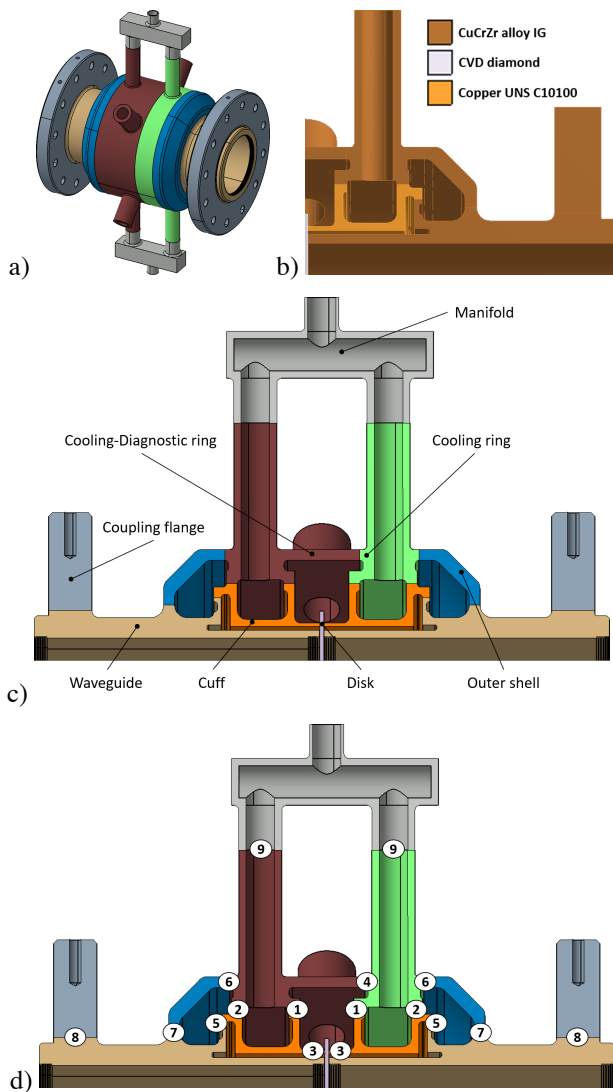 CuCrZr alloy IG
CVD diamond
Copper UNS C10100
a)
b)
Manifold
Cooling-Diagnostic ring
Cooling ring
Coupling flange
Waveguide
Cuff
Disk
Outer shell
c)
9 9
6 4 6
2 1 1 2
5 5
7 7
8 8
3 3
d)